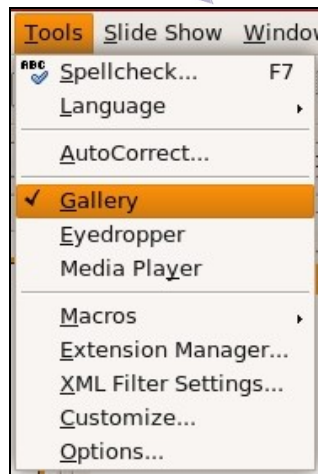 Tools Slide Show Window
ABC Spellcheck... F7
Language
AutoCorrect...
Gallery
Eyedropper
Media Player
Macros
Extension Manager...
XML Filter Settings...
Customize...
Options...